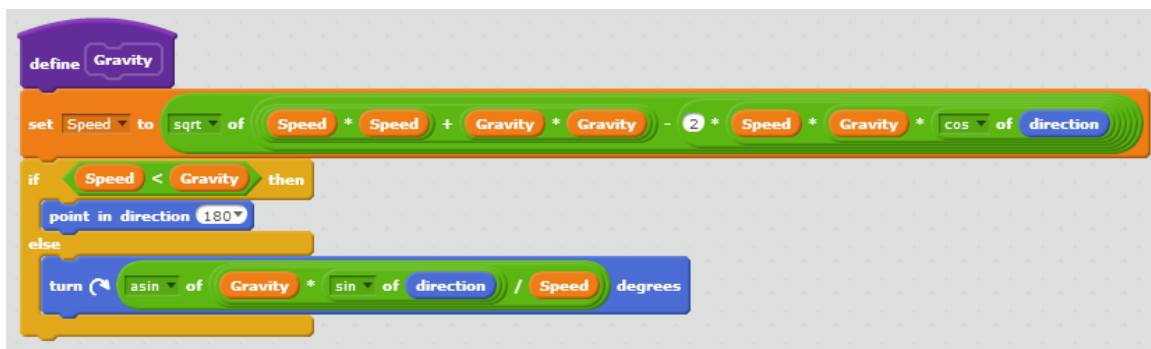 define Gravity
set Speed to sqrt of Speed * Speed + Gravity * Gravity - 2 * Speed * Gravity * cos of direction
if Speed < Gravity then
point in direction 180
else
turn asin of Gravity * sin of direction / Speed degrees